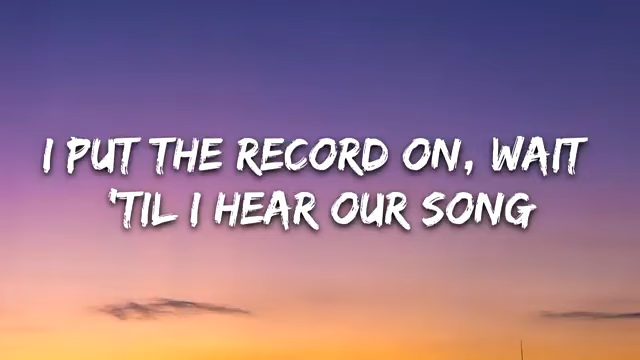 I PUT THE RECORD ON, WAIT
'TIL I HEAR OUR SONG